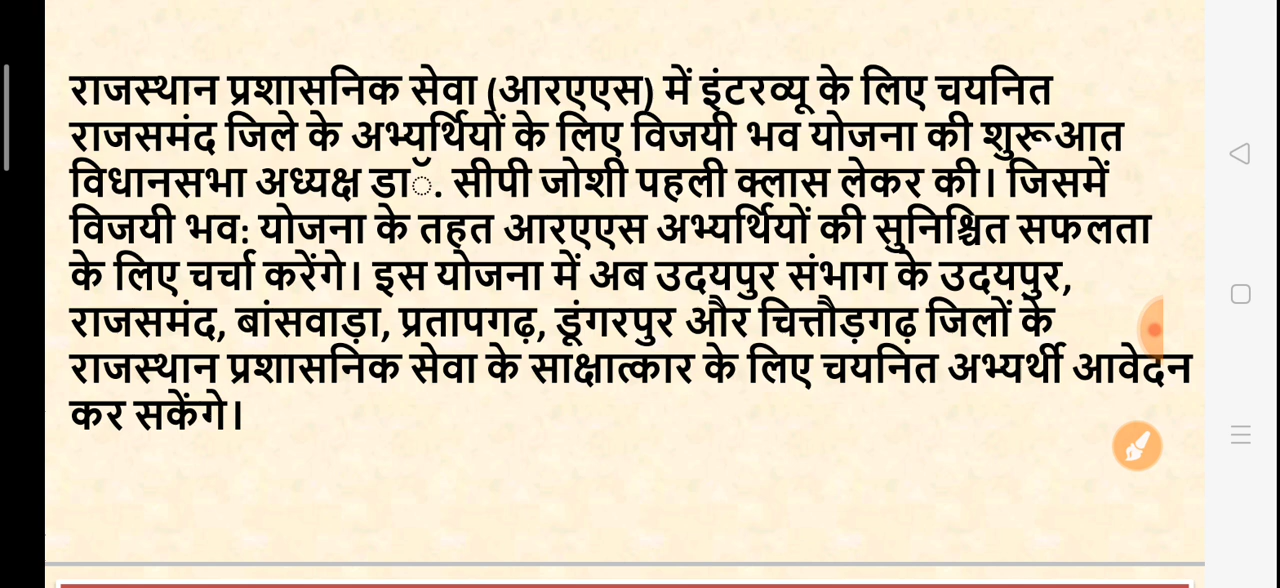 राजस्थान प्रशासनिक सेवा (आरएएस) में इंटरव्यू के लिए चयनित
राजसमंद जिले के अभ्यर्थियों के लिए विजयी भव योजना की शुरूआत
विधानसभा अध्यक्ष डाॅ. सीपी जोशी पहली क्लास लेकर की। जिसमें
विजयी भव: योजना के तहत आरएएस अभ्यर्थियों की सुनिश्चित सफलता
के लिए चर्चा करेंगे। इस योजना में अब उदयपुर संभाग के उदयपुर,
राजसमंद, बांसवाड़ा, प्रतापगढ़, डूंगरपुर और चित्तौड़गढ़ जिलों के
राजस्थान प्रशासनिक सेवा के साक्षात्कार के लिए चयनित अभ्यर्थी आवेदन
कर सकेंगे।